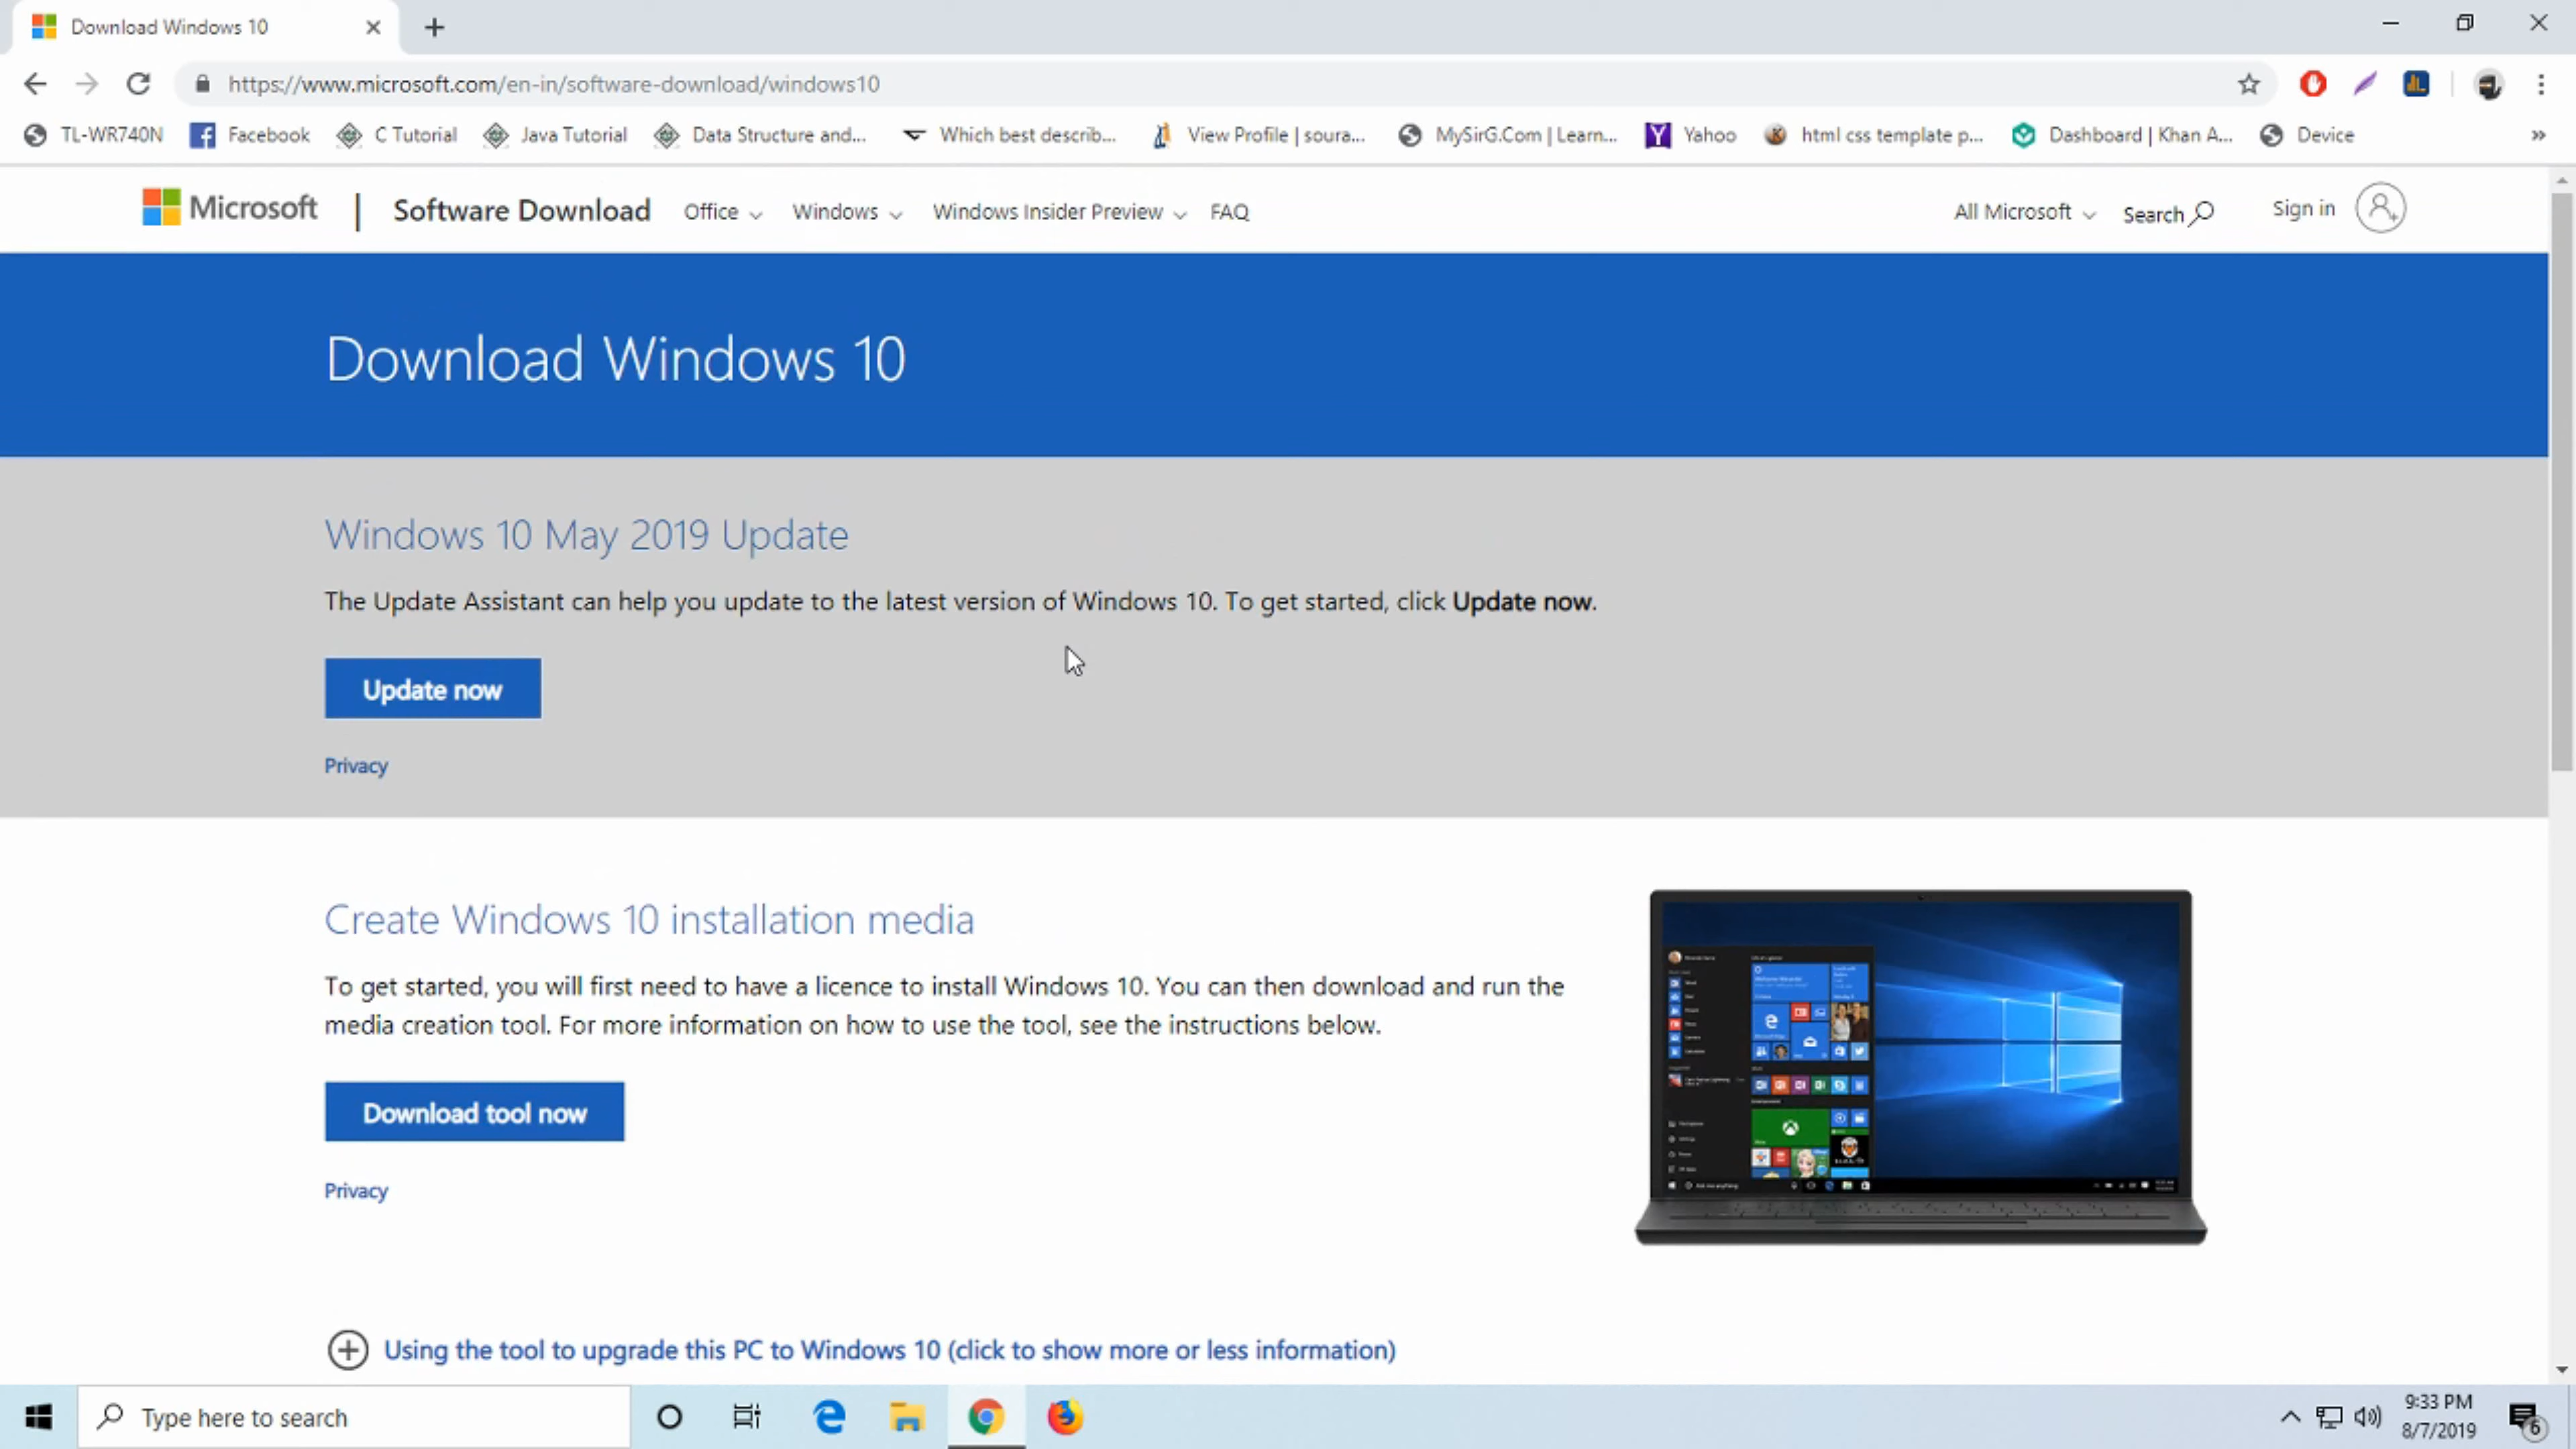 Download Windows 10
https://www.microsoft.com/en-in/software-download/windows10
TL-WR740N Facebook C Tutorial Java Tutorial Data Structure and... Which best describ... View Profile | soura... MySirG.Com | Learn... Yahoo html css template p... Dashboard | Khan A... Device »
Microsoft | Software Download Office Windows Windows Insider Preview FAQ All Microsoft Search Sign in
Download Windows 10
Windows 10 May 2019 Update
The Update Assistant can help you update to the latest version of Windows 10. To get started, click Update now.
Update now
Privacy
Create Windows 10 installation media
To get started, you will first need to have a licence to install Windows 10. You can then download and run the
media creation tool. For more information on how to use the tool, see the instructions below.
Download tool now
Privacy
Using the tool to upgrade this PC to Windows 10 (click to show more or less information)
Type here to search
9:33 PM
8/7/2019
6